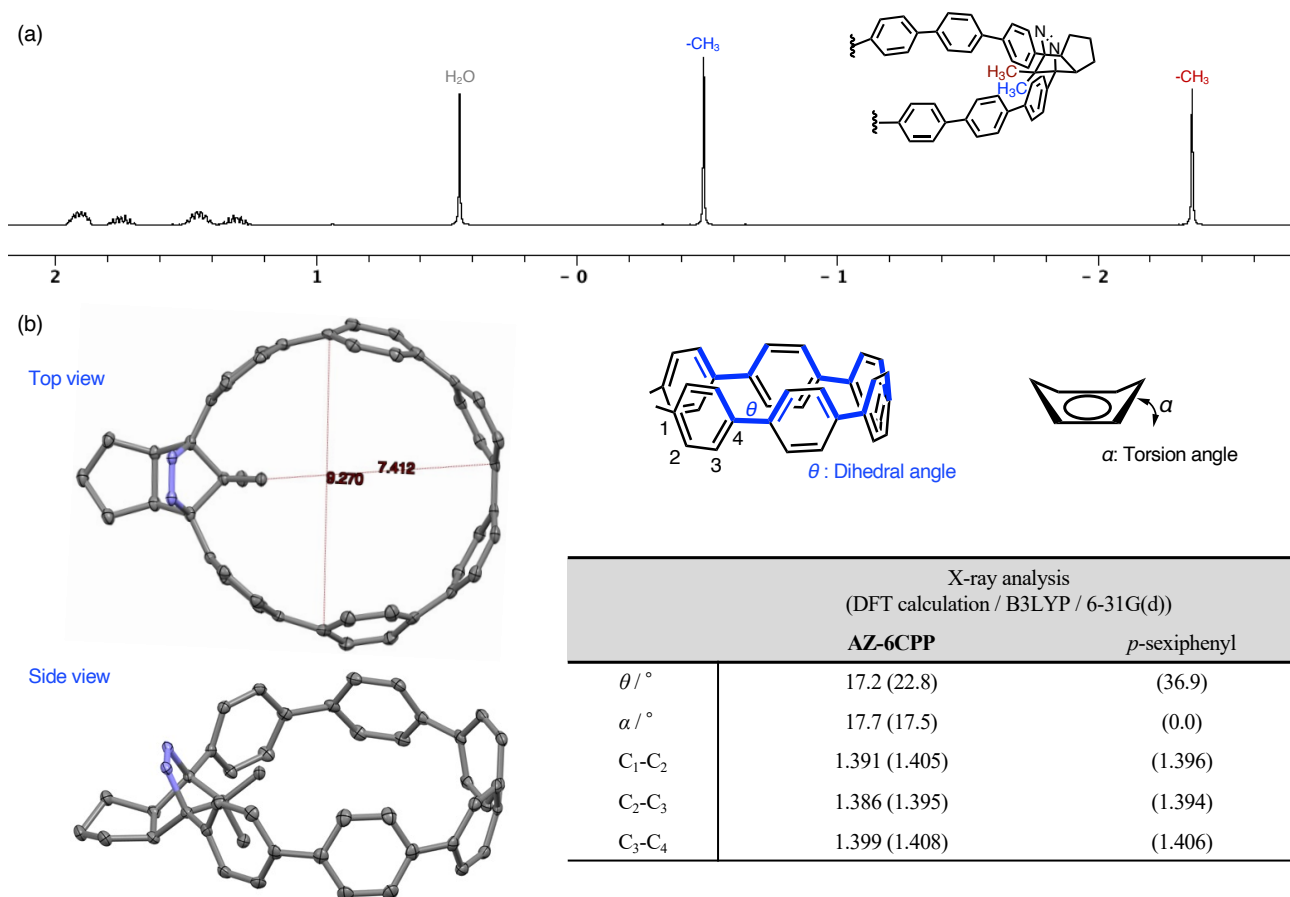 (a)
H₂O
-CH₃
-CH₃
N
N
H₃C
H₃C
2
1
- 0
- 1
- 2
(b)
Top view
9.270
7.412
Side view
θ
1
2
3
4
θ : Dihedral angle
α
α: Torsion angle
X-ray analysis
(DFT calculation / B3LYP / 6-31G(d))
AZ-6CPP p-sexiphenyl
θ / ° 17.2 (22.8) (36.9)
α / ° 17.7 (17.5) (0.0)
C₁-C₂ 1.391 (1.405) (1.396)
C₂-C₃ 1.386 (1.395) (1.394)
C₃-C₄ 1.399 (1.408) (1.406)